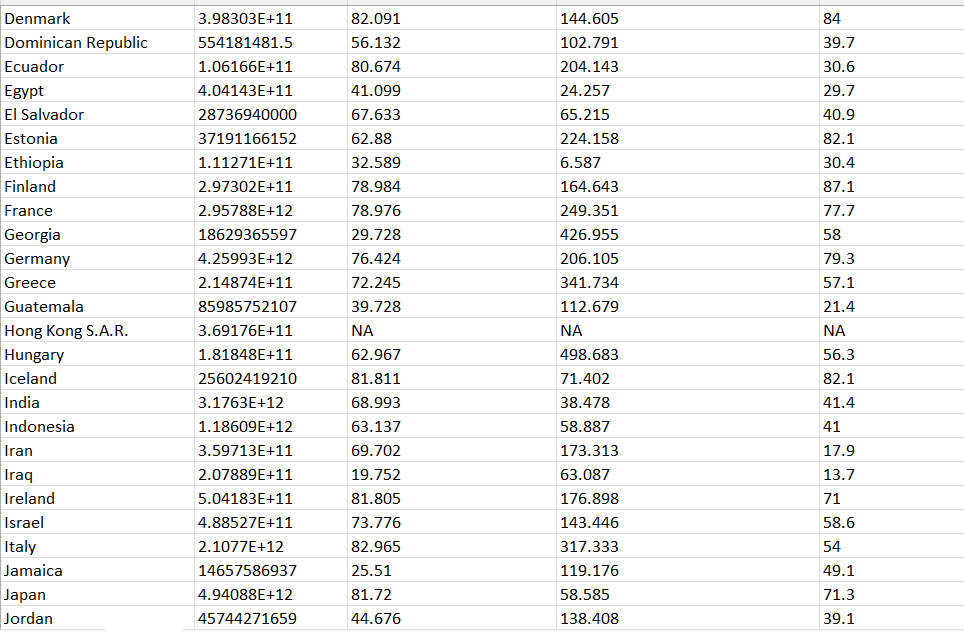 Denmark 3.98303E+11 82.091 144.605 84
Dominican Republic 554181481.5 56.132 102.791 39.7
Ecuador 1.06166E+11 80.674 204.143 30.6
Egypt 4.04143E+11 41.099 24.257 29.7
El Salvador 28736940000 67.633 65.215 40.9
Estonia 37191166152 62.88 224.158 82.1
Ethiopia 1.11271E+11 32.589 6.587 30.4
Finland 2.97302E+11 78.984 164.643 87.1
France 2.95788E+12 78.976 249.351 77.7
Georgia 18629365597 29.728 426.955 58
Germany 4.25993E+12 76.424 206.105 79.3
Greece 2.14874E+11 72.245 341.734 57.1
Guatemala 85985752107 39.728 112.679 21.4
Hong Kong S.A.R. 3.69176E+11 NA NA NA
Hungary 1.81848E+11 62.967 498.683 56.3
Iceland 25602419210 81.811 71.402 82.1
India 3.1763E+12 68.993 38.478 41.4
Indonesia 1.18609E+12 63.137 58.887 41
Iran 3.59713E+11 69.702 173.313 17.9
Iraq 2.07889E+11 19.752 63.087 13.7
Ireland 5.04183E+11 81.805 176.898 71
Israel 4.88527E+11 73.776 143.446 58.6
Italy 2.1077E+12 82.965 317.333 54
Jamaica 14657586937 25.51 119.176 49.1
Japan 4.94088E+12 81.72 58.585 71.3
Jordan 45744271659 44.676 138.408 39.1